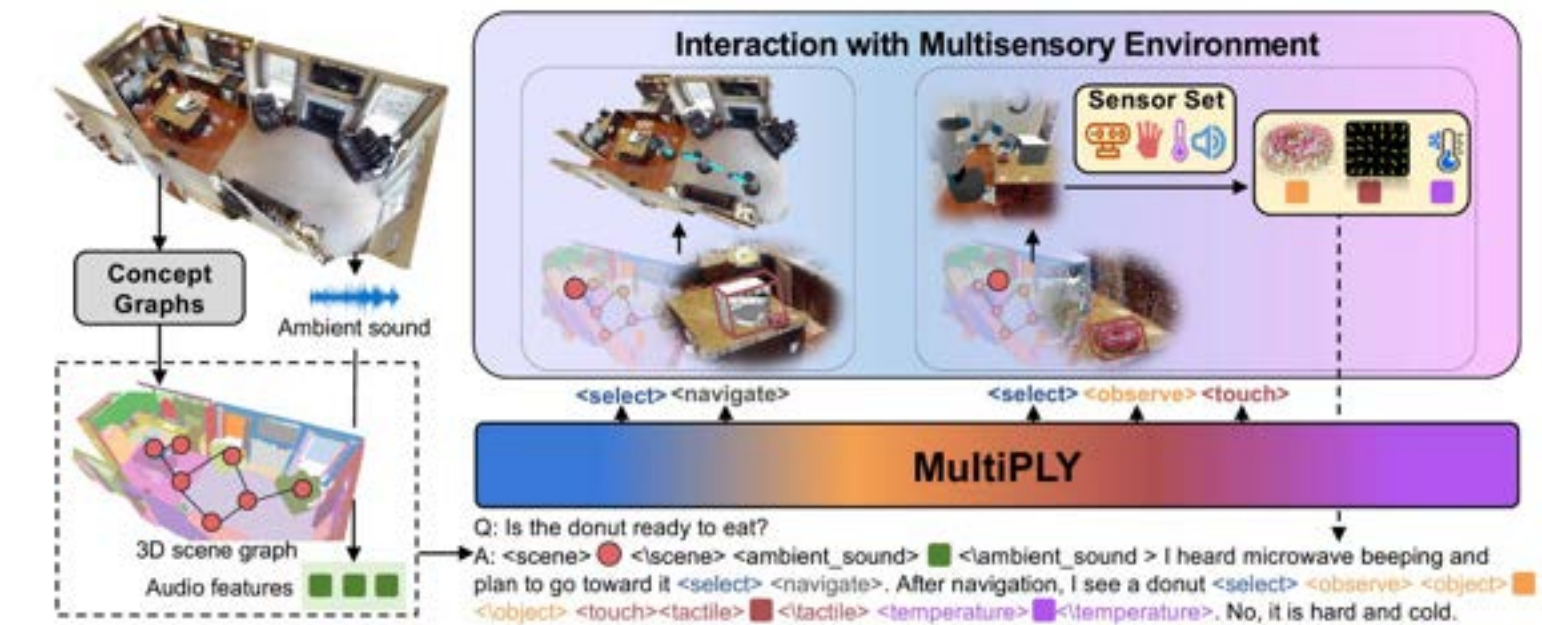 Interaction with Multisensory Environment
Sensor Set
Concept
Graphs
Ambient sound
<select> <navigate>
<select> <observe> <touch>
MultiPLY
3D scene graph
Audio features
Q: Is the donut ready to eat?
A: <scene> <\scene> <ambient_sound> <\ambient_sound > I heard microwave beeping and
plan to go toward it <select> <navigate>. After navigation, I see a donut <select> <observe> <object>
<\object> <touch><tactile> <\tactile> <temperature> <\temperature>. No, it is hard and cold.